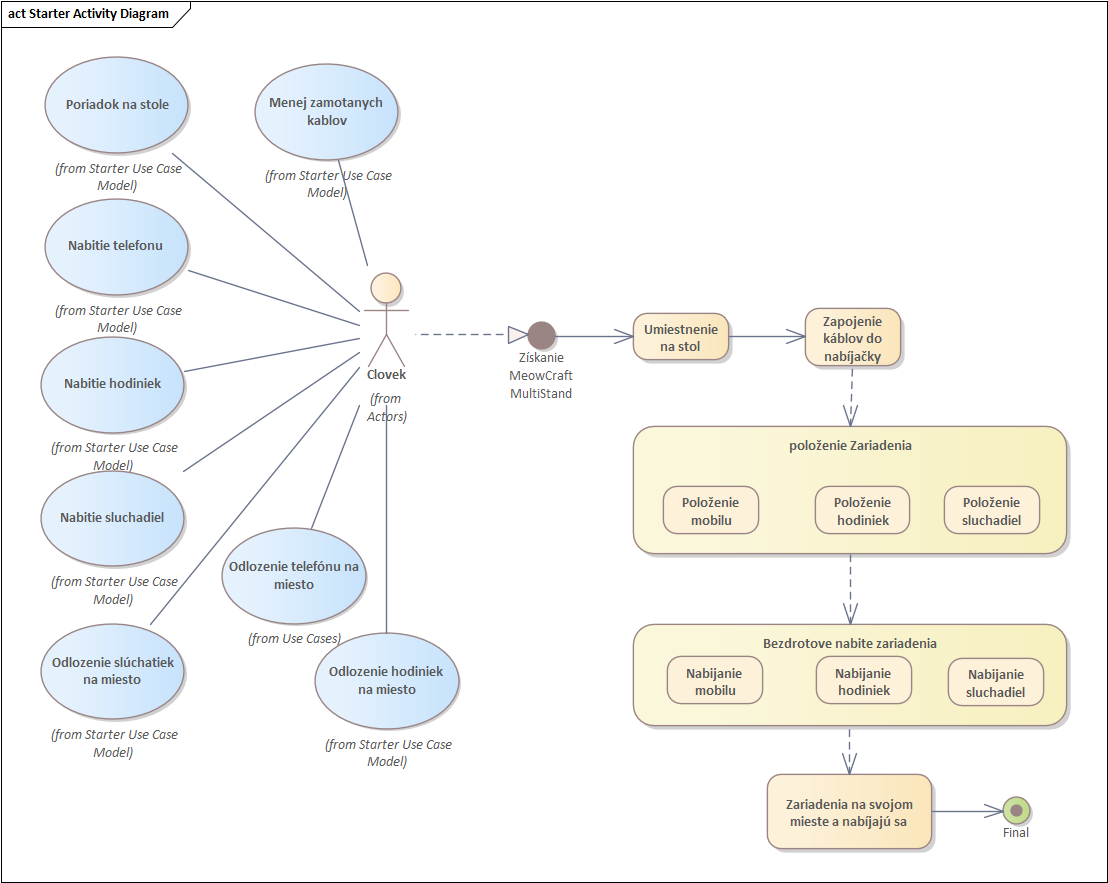 act Starter Activity Diagram
Poriadok na stole
(from Starter Use Case
Model)
Menej zamotanych
kablov
(from Starter Use Case
Model)
Nabitie telefonu
(from Starter Use Case
Model)
Nabitie hodiniek
(from Starter Use Case
Model)
Nabitie sluchadiel
(from Starter Use Case
Model)
Odlozenie slúchatiek
na miesto
(from Starter Use Case
Model)
Odlozenie telefónu na
miesto
(from Use Cases)
Odlozenie hodiniek
na miesto
(from Starter Use Case
Model)
Clovek
(from
Actors)
Získanie
MeowCraft
MultiStand
Umiestnenie
na stol
Zapojenie
káblov do
nabíjačky
položenie Zariadenia
Položenie
mobilu
Položenie
hodiniek
Položenie
sluchadiel
Bezdrotove nabite zariadenia
Nabijanie
mobilu
Nabijanie
hodiniek
Nabijanie
sluchadiel
Zariadenia na svojom
mieste a nabíjajú sa
Final